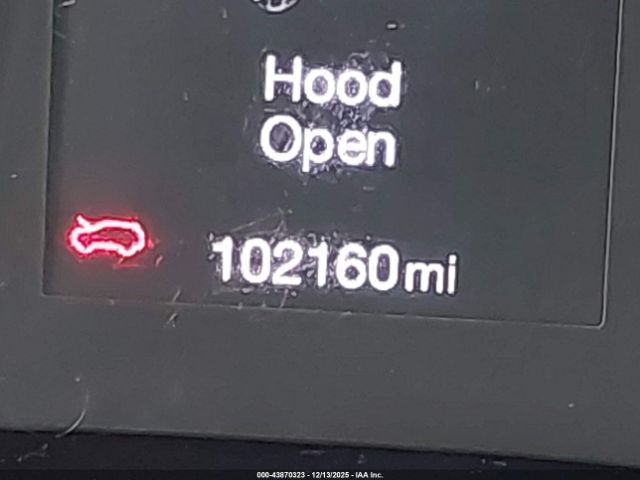 Hood
Open
102160mi
000-43870323 - 12/13/2025 - IAA Inc.